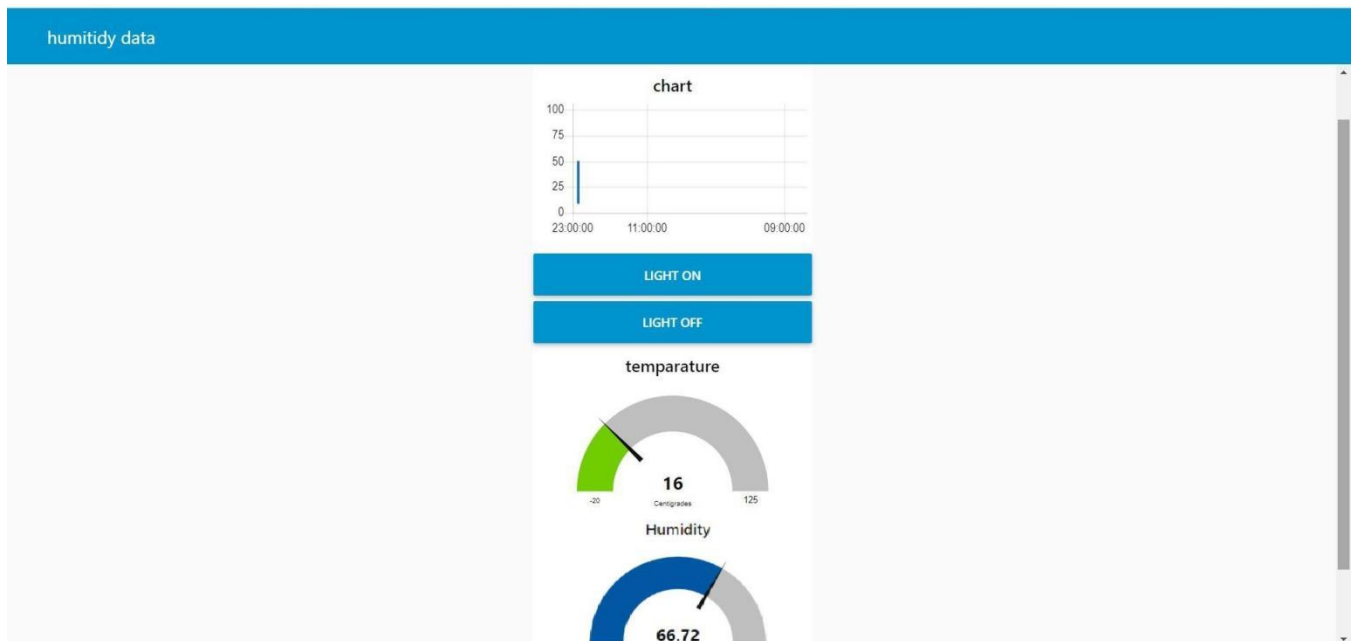 humitidy data
chart
100
75
50
25
0
23:00:00 11:00:00 09:00:00
LIGHT ON
LIGHT OFF
temparature
16
-20 Centigrades 125
Humidity
66.72